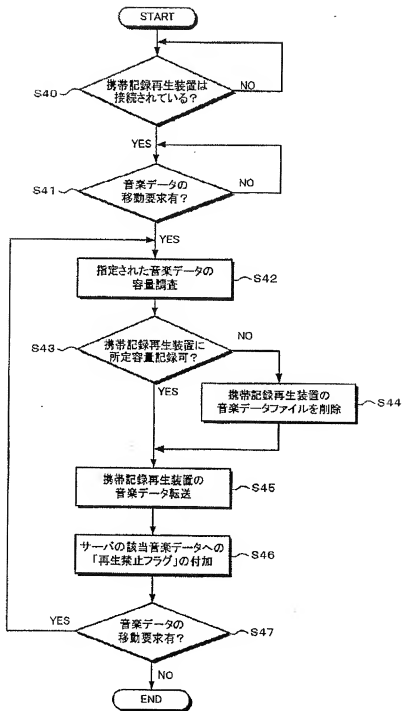 START
S40
携帯記録再生装置は
接続されている?
NO
YES
S41
音楽データの
移動要求有?
NO
YES
指定された音楽データの
容量調査
S42
S43
携帯記録再生装置に
所定容量記録可?
NO
YES
携帯記録再生装置の
音楽データファイルを削除
S44
携帯記録再生装置の
音楽データ転送
S45
サーバの該当音楽データへの
「再生禁止フラグ」の付加
S46
YES
音楽データの
移動要求有?
S47
NO
END